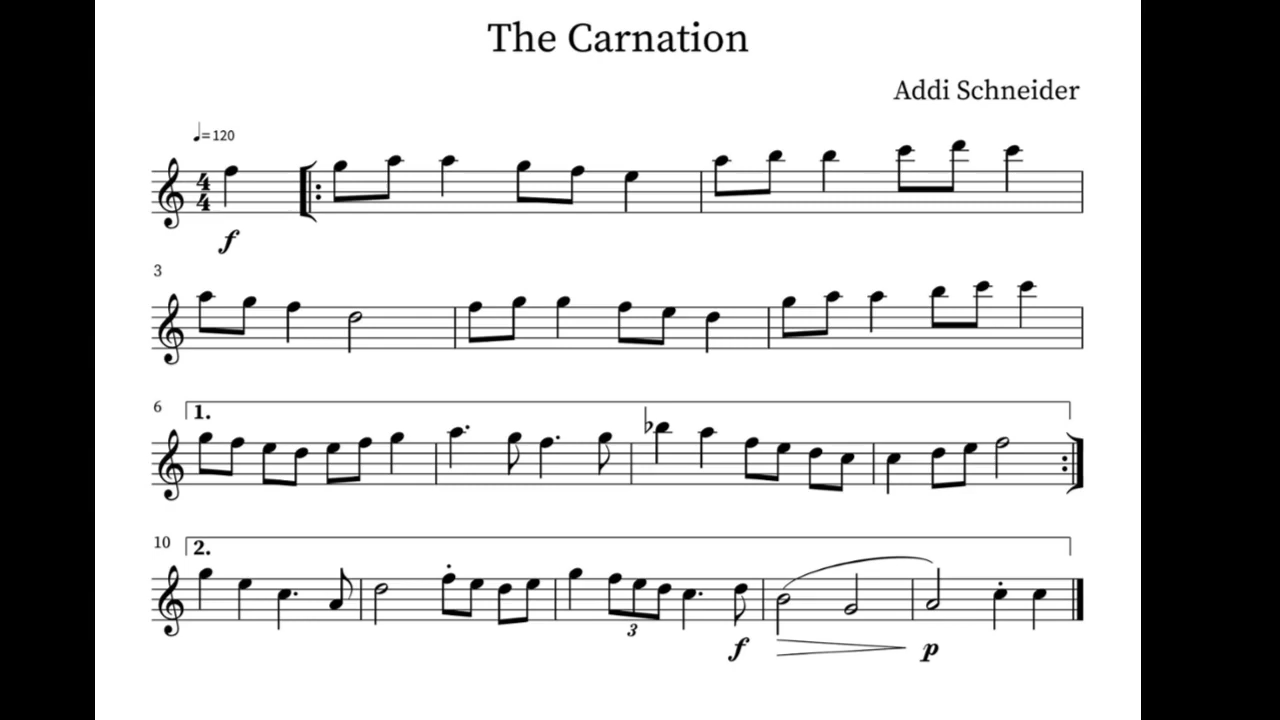 The Carnation
Addi Schneider
♩=120
4
4
f
3
6
1.
10
2.
3
f
p